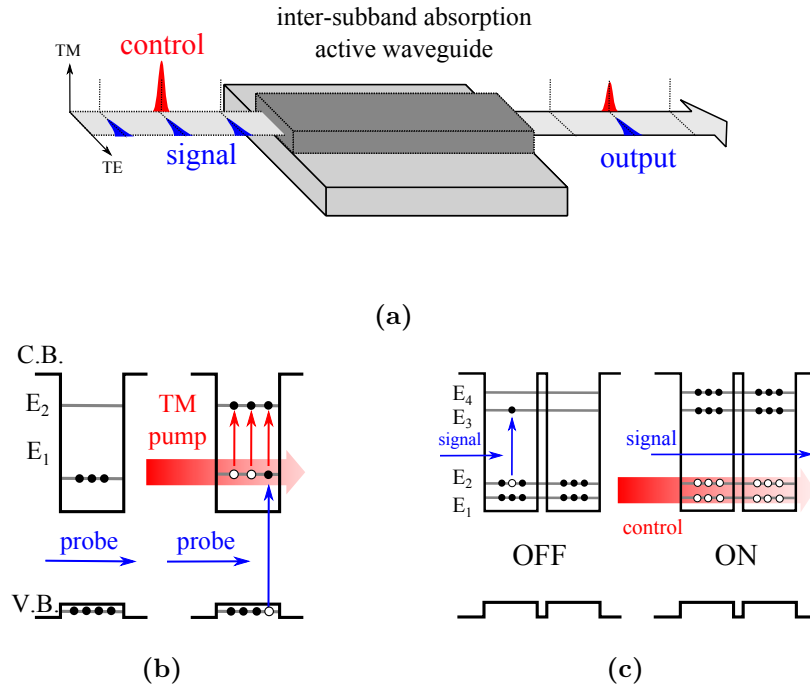 inter-subband absorption
active waveguide
TM
control
TE
signal
output
(a)
C.B.
E2
E1
TM
pump
probe
probe
V.B.
(b)
E4
E3
signal
E2
E1
OFF
signal
control
ON
(c)